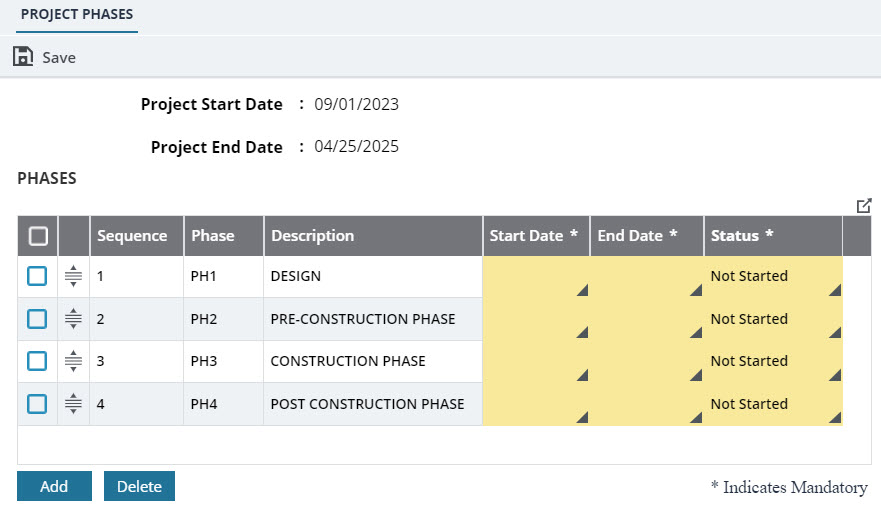 PROJECT PHASES
Save
Project Start Date : 09/01/2023
Project End Date : 04/25/2025
PHASES
Sequence Phase Description Start Date * End Date * Status *
1 PH1 DESIGN Not Started
2 PH2 PRE-CONSTRUCTION PHASE Not Started
3 PH3 CONSTRUCTION PHASE Not Started
4 PH4 POST CONSTRUCTION PHASE Not Started
Add Delete * Indicates Mandatory